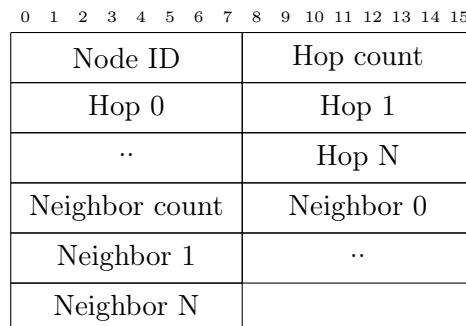 0 1 2 3 4 5 6 7 8 9 10 11 12 13 14 15
Node ID Hop count
Hop 0 Hop 1
.. Hop N
Neighbor count Neighbor 0
Neighbor 1 ..
Neighbor N